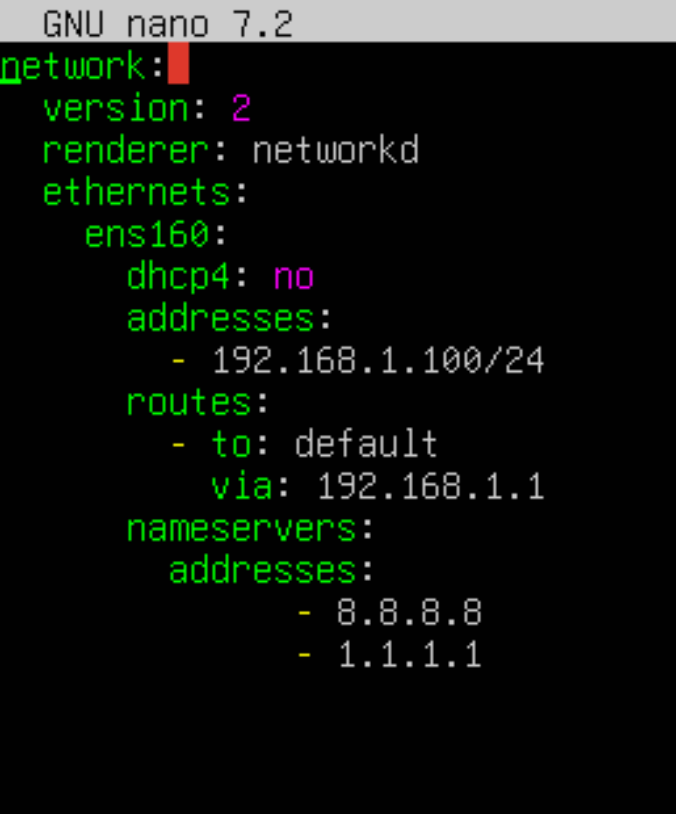 GNU nano 7.2
network:
  version: 2
  renderer: networkd
  ethernets:
    ens160:
      dhcp4: no
      addresses:
        - 192.168.1.100/24
      routes:
        - to: default
          via: 192.168.1.1
      nameservers:
        addresses:
              - 8.8.8.8
              - 1.1.1.1